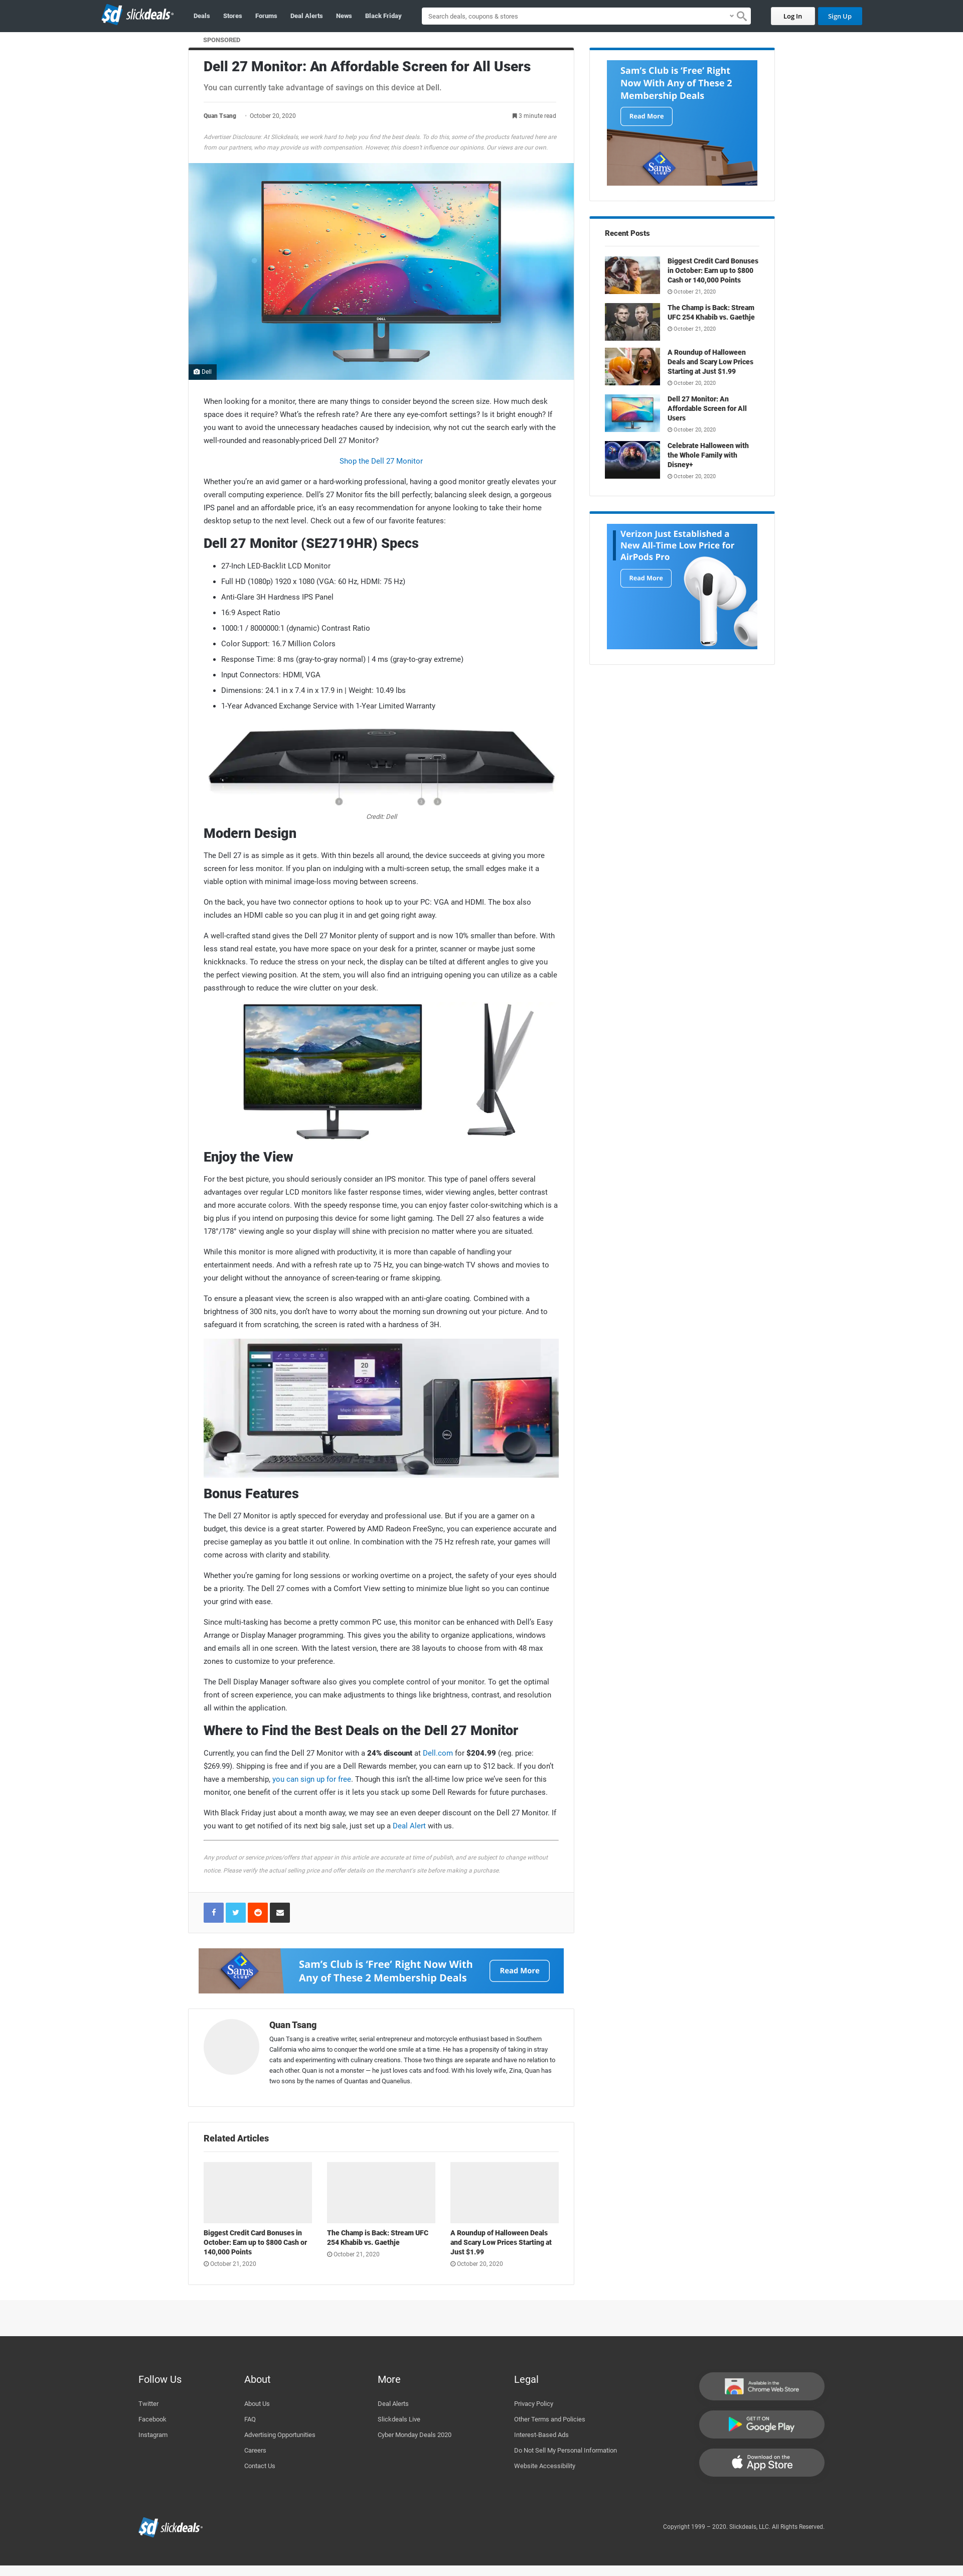 slickdeals
Deals
Stores
Forums
Deal Alerts
News
Black Friday
Search deals, coupons & stores
Log In
Sign Up
SPONSORED
Dell 27 Monitor: An Affordable Screen for All Users
You can currently take advantage of savings on this device at Dell.
Quan Tsang · October 20, 2020
3 minute read
Advertiser Disclosure: At Slickdeals, we work hard to help you find the best deals. To do this, some of the products featured here are
from our partners, who may provide us with compensation. However, this doesn't influence our opinions. Our views are our own.
Dell
When looking for a monitor, there are many things to consider beyond the screen size. How much desk
space does it require? What's the refresh rate? Are there any eye-comfort settings? Is it bright enough? If
you want to avoid the unnecessary headaches caused by indecision, why not cut the search early with the
well-rounded and reasonably-priced Dell 27 Monitor?
Shop the Dell 27 Monitor
Whether you're an avid gamer or a hard-working professional, having a good monitor greatly elevates your
overall computing experience. Dell's 27 Monitor fits the bill perfectly; balancing sleek design, a gorgeous
IPS panel and an affordable price, it's an easy recommendation for anyone looking to take their home
desktop setup to the next level. Check out a few of our favorite features:
Dell 27 Monitor (SE2719HR) Specs
• 27-Inch LED-Backlit LCD Monitor
• Full HD (1080p) 1920 x 1080 (VGA: 60 Hz, HDMI: 75 Hz)
• Anti-Glare 3H Hardness IPS Panel
• 16:9 Aspect Ratio
• 1000:1 / 8000000:1 (dynamic) Contrast Ratio
• Color Support: 16.7 Million Colors
• Response Time: 8 ms (gray-to-gray normal) | 4 ms (gray-to-gray extreme)
• Input Connectors: HDMI, VGA
• Dimensions: 24.1 in x 7.4 in x 17.9 in | Weight: 10.49 lbs
• 1-Year Advanced Exchange Service with 1-Year Limited Warranty
Credit: Dell
Modern Design
The Dell 27 is as simple as it gets. With thin bezels all around, the device succeeds at giving you more
screen for less monitor. If you plan on indulging with a multi-screen setup, the small edges make it a
viable option with minimal image-loss moving between screens.
On the back, you have two connector options to hook up to your PC: VGA and HDMI. The box also
includes an HDMI cable so you can plug it in and get going right away.
A well-crafted stand gives the Dell 27 Monitor plenty of support and is now 10% smaller than before. With
less stand real estate, you have more space on your desk for a printer, scanner or maybe just some
knickknacks. To reduce the stress on your neck, the display can be tilted at different angles to give you
the perfect viewing position. At the stem, you will also find an intriguing opening you can utilize as a cable
passthrough to reduce the wire clutter on your desk.
Enjoy the View
For the best picture, you should seriously consider an IPS monitor. This type of panel offers several
advantages over regular LCD monitors like faster response times, wider viewing angles, better contrast
and more accurate colors. With the speedy response time, you can enjoy faster color-switching which is a
big plus if you intend on purposing this device for some light gaming. The Dell 27 also features a wide
178°/178° viewing angle so your display will shine with precision no matter where you are situated.
While this monitor is more aligned with productivity, it is more than capable of handling your
entertainment needs. And with a refresh rate up to 75 Hz, you can binge-watch TV shows and movies to
your delight without the annoyance of screen-tearing or frame skipping.
To ensure a pleasant view, the screen is also wrapped with an anti-glare coating. Combined with a
brightness of 300 nits, you don't have to worry about the morning sun drowning out your picture. And to
safeguard it from scratching, the screen is rated with a hardness of 3H.
20
Bonus Features
The Dell 27 Monitor is aptly specced for everyday and professional use. But if you are a gamer on a
budget, this device is a great starter. Powered by AMD Radeon FreeSync, you can experience accurate and
precise gameplay as you battle it out online. In combination with the 75 Hz refresh rate, your games will
come across with clarity and stability.
Whether you're gaming for long sessions or working overtime on a project, the safety of your eyes should
be a priority. The Dell 27 comes with a Comfort View setting to minimize blue light so you can continue
your grind with ease.
Since multi-tasking has become a pretty common PC use, this monitor can be enhanced with Dell's Easy
Arrange or Display Manager programming. This gives you the ability to organize applications, windows
and emails all in one screen. With the latest version, there are 38 layouts to choose from with 48 max
zones to customize to your preference.
The Dell Display Manager software also gives you complete control of your monitor. To get the optimal
front of screen experience, you can make adjustments to things like brightness, contrast, and resolution
all within the application.
Where to Find the Best Deals on the Dell 27 Monitor
Currently, you can find the Dell 27 Monitor with a 24% discount at Dell.com for $204.99 (reg. price:
$269.99). Shipping is free and if you are a Dell Rewards member, you can earn up to $12 back. If you don't
have a membership, you can sign up for free. Though this isn't the all-time low price we've seen for this
monitor, one benefit of the current offer is it lets you stack up some Dell Rewards for future purchases.
With Black Friday just about a month away, we may see an even deeper discount on the Dell 27 Monitor. If
you want to get notified of its next big sale, just set up a Deal Alert with us.
Any product or service prices/offers that appear in this article are accurate at time of publish, and are subject to change without
notice. Please verify the actual selling price and offer details on the merchant's site before making a purchase.
Sam's Club
Sam's Club is 'Free' Right Now With
Any of These 2 Membership Deals
Read More
Quan Tsang
Quan Tsang is a creative writer, serial entrepreneur and motorcycle enthusiast based in Southern
California who aims to conquer the world one smile at a time. He has a propensity of taking in stray
cats and experimenting with culinary creations. Those two things are separate and have no relation to
each other. Quan is not a monster — he just loves cats and food. With his lovely wife, Zina, Quan has
two sons by the names of Quantas and Quanelius.
Related Articles
Biggest Credit Card Bonuses in
October: Earn up to $800 Cash or
140,000 Points
October 21, 2020
The Champ is Back: Stream UFC
254 Khabib vs. Gaethje
October 21, 2020
A Roundup of Halloween Deals
and Scary Low Prices Starting at
Just $1.99
October 20, 2020
Sam's Club is 'Free' Right
Now With Any of These 2
Membership Deals
Read More
Sam's Club
Recent Posts
Biggest Credit Card Bonuses
in October: Earn up to $800
Cash or 140,000 Points
October 21, 2020
The Champ is Back: Stream
UFC 254 Khabib vs. Gaethje
October 21, 2020
A Roundup of Halloween
Deals and Scary Low Prices
Starting at Just $1.99
October 20, 2020
Dell 27 Monitor: An
Affordable Screen for All
Users
October 20, 2020
Celebrate Halloween with
the Whole Family with
Disney+
October 20, 2020
Verizon Just Established a
New All-Time Low Price for
AirPods Pro
Read More
Follow Us
Twitter
Facebook
Instagram
About
About Us
FAQ
Advertising Opportunities
Careers
Contact Us
More
Deal Alerts
Slickdeals Live
Cyber Monday Deals 2020
Legal
Privacy Policy
Other Terms and Policies
Interest-Based Ads
Do Not Sell My Personal Information
Website Accessibility
Available in the
Chrome Web Store
GET IT ON
Google Play
Download on the
App Store
slickdeals
Copyright 1999 – 2020. Slickdeals, LLC. All Rights Reserved.